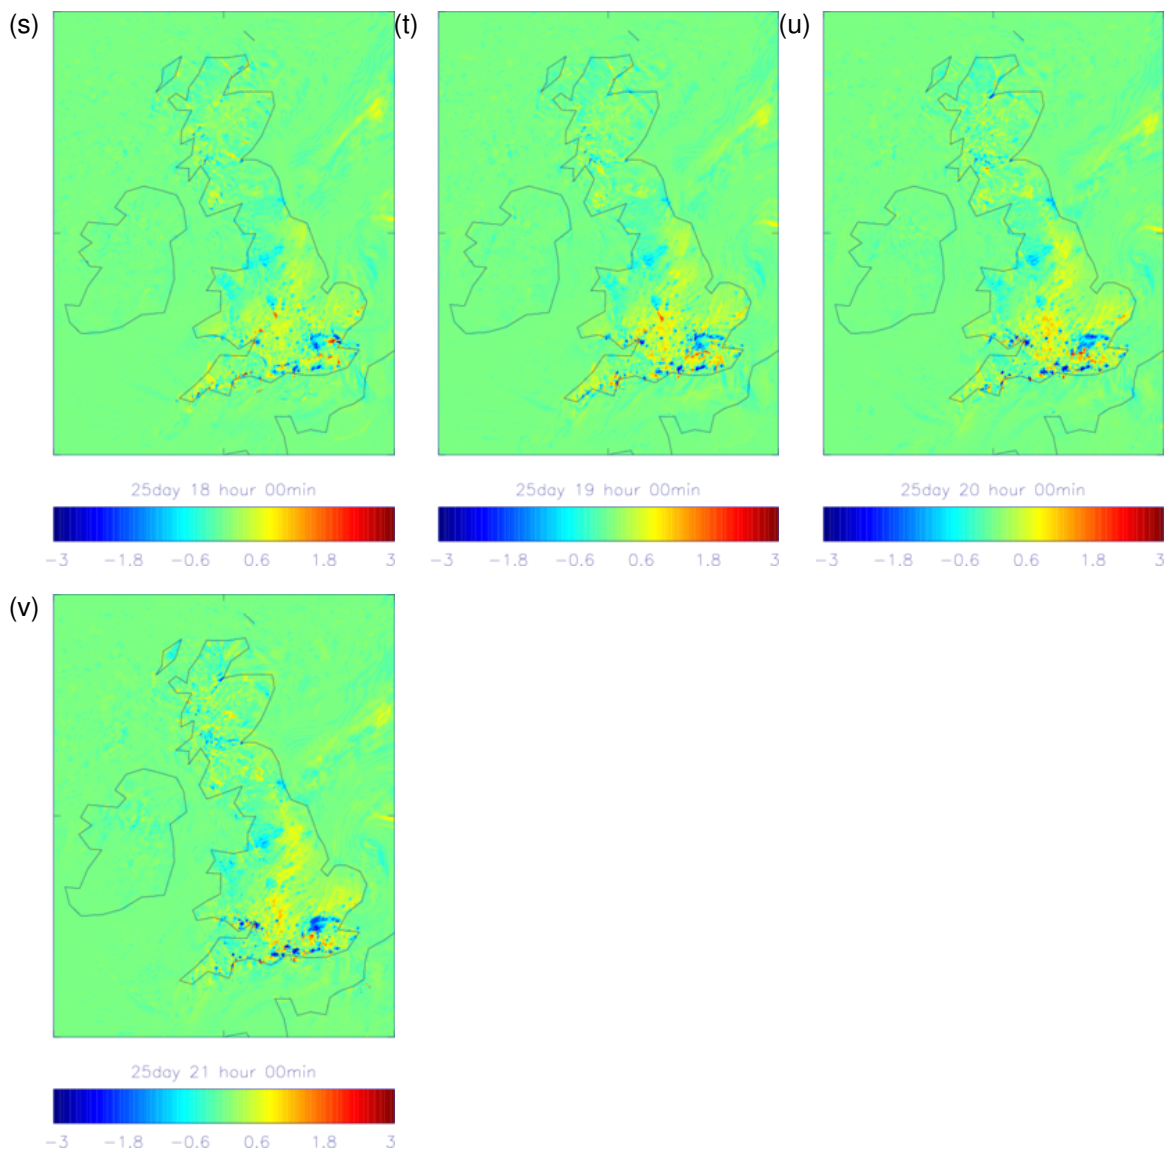 (s)
(t)
(u)
25day 18 hour 00min
-3 -1.8 -0.6 0.6 1.8 3
25day 19 hour 00min
-3 -1.8 -0.6 0.6 1.8 3
25day 20 hour 00min
-3 -1.8 -0.6 0.6 1.8 3
(v)
25day 21 hour 00min
-3 -1.8 -0.6 0.6 1.8 3